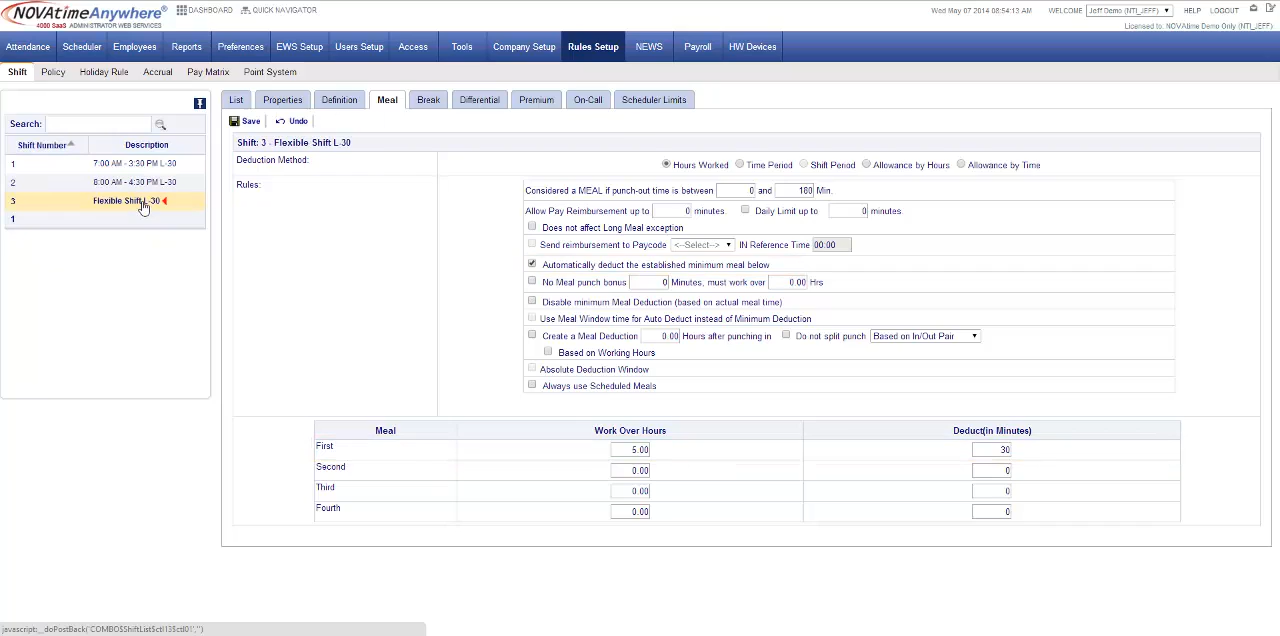 NOVAtimeAnywhere® DASHBOARD QUICK NAVIGATOR Wed May 07 2014 08:54:13 AM WELCOME Jeff Demo (NTI_JEFF) HELP LOGOUT
4000 SaaS ADMINISTRATOR WEB SERVICES Licensed to: NOVAtime Demo Only (NTI_JEFF)
Attendance Scheduler Employees Reports Preferences EWS Setup Users Setup Access Tools Company Setup Rules Setup NEWS Payroll HW Devices
Shift Policy Holiday Rule Accrual Pay Matrix Point System
Search:
Shift Number Description
1 7:00 AM - 3:30 PM L-30
2 8:00 AM - 4:30 PM L-30
3 Flexible Shift L-30
1
List Properties Definition Meal Break Differential Premium On-Call Scheduler Limits
Save Undo
Shift: 3 - Flexible Shift L-30
Deduction Method: Hours Worked Time Period Shift Period Allowance by Hours Allowance by Time
Rules: Considered a MEAL if punch-out time is between 0 and 180 Min.
Allow Pay Reimbursement up to 0 minutes Daily Limit up to 0 minutes
Does not affect Long Meal exception
Send reimbursement to Paycode <--Select--> IN Reference Time 00:00
Automatically deduct the established minimum meal below
No Meal punch bonus 0 Minutes, must work over 0.00 Hrs
Disable minimum Meal Deduction (based on actual meal time)
Use Meal Window time for Auto Deduct instead of Minimum Deduction
Create a Meal Deduction 0.00 Hours after punching in Do not split punch Based on In/Out Pair
Based on Working Hours
Absolute Deduction Window
Always use Scheduled Meals
Meal Work Over Hours Deduct(in Minutes)
First 5.00 30
Second 0.00 0
Third 0.00 0
Fourth 0.00 0
javascript:__doPostBack('COMBO$ShiftList$ctl13$ctl01','')